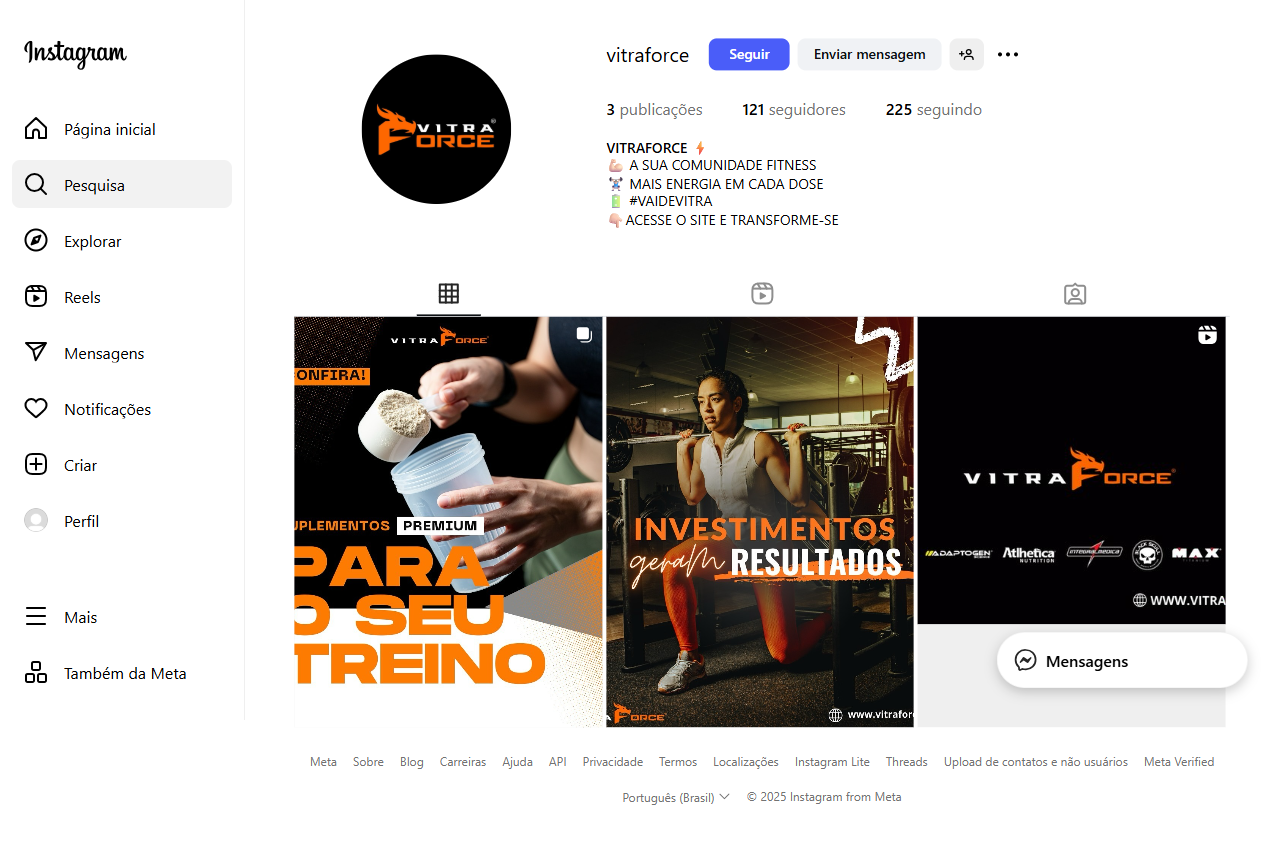 Instagram
Página inicial
Pesquisa
Explorar
Reels
Mensagens
Notificações
Criar
Perfil
Mais
Também da Meta
VITRA FORCE
vitraforce Seguir Enviar mensagem
3 publicações 121 seguidores 225 seguindo
VITRAFORCE ⚡
💪🏻 A SUA COMUNIDADE FITNESS
🏋🏻‍♀️ MAIS ENERGIA EM CADA DOSE
🔋 #VAIDEVITRA
👇🏻 ACESSE O SITE E TRANSFORME-SE
VITRA FORCE
ONFIRA!
UPLEMENTOS PREMIUM
PARA
O SEU
TREINO
INVESTIMENTOS
geram RESULTADOS
FORCE www.vitrafor
VITRA FORCE
ADAPTOGEN Atlhetica NUTRITION INTEGRALMEDICA BLACK SKULL MAX TITANIUM
WWW.VITRA
Mensagens
Meta Sobre Blog Carreiras Ajuda API Privacidade Termos Localizações Instagram Lite Threads Upload de contatos e não usuários Meta Verified
Português (Brasil) © 2025 Instagram from Meta